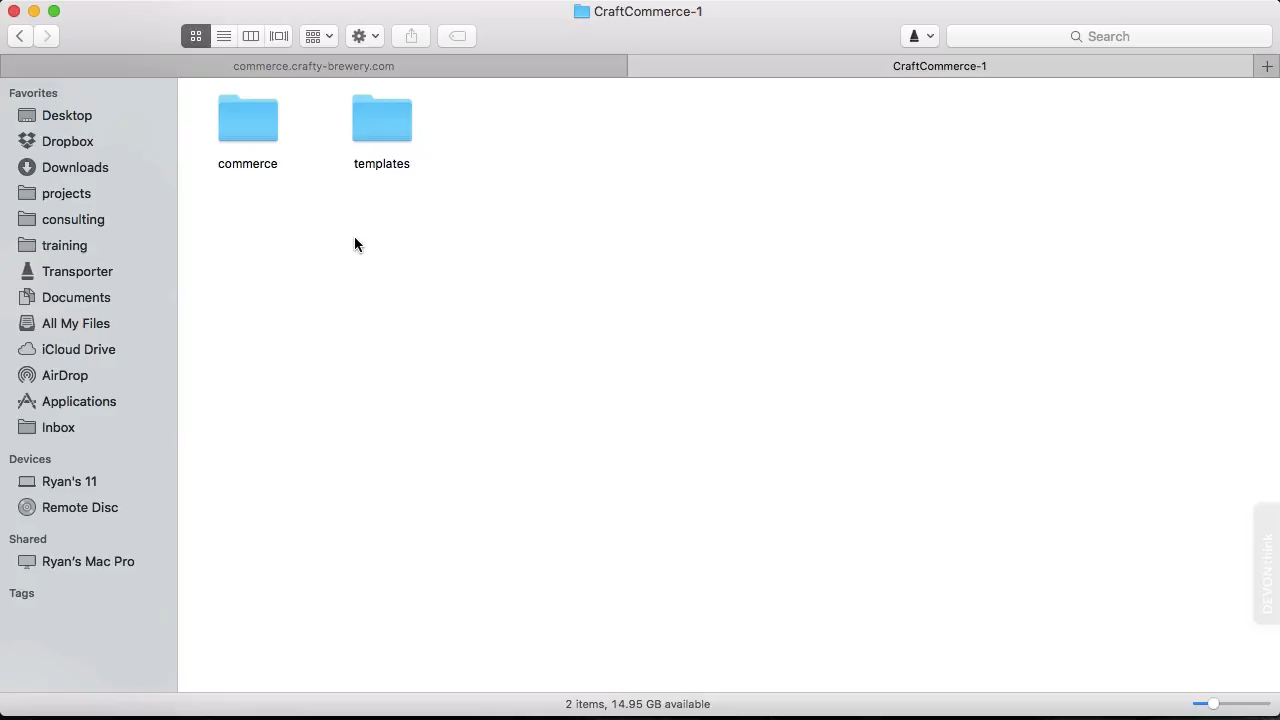 CraftCommerce-1
Search
commerce.crafty-brewery.com
CraftCommerce-1
Favorites
Desktop
Dropbox
Downloads
projects
consulting
training
Transporter
Documents
All My Files
iCloud Drive
AirDrop
Applications
Inbox
Devices
Ryan's 11
Remote Disc
Shared
Ryan’s Mac Pro
Tags
commerce
templates
DEVONthink
2 items, 14.95 GB available